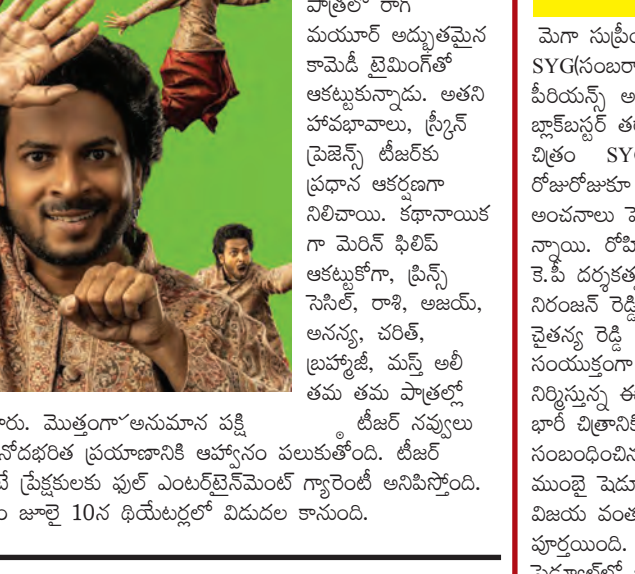 పాత్రలో రాగ్
మయూర్ అద్భుతమైన
కామెడీ టైమింగ్‌తో
ఆకట్టుకున్నాడు. అతని
హావభావాలు, స్క్రీన్
ప్రెజెన్స్ టీజర్‌కు
ప్రధాన ఆకర్షణగా
నిలిచాయి. కథానాయిక
గా మెరిన్ ఫిలిప్
ఆకట్టుకోగా, ప్రిన్స్
సెసిల్, రాశి, అజయ్,
అనన్య, చరిత్,
బ్రహ్మాజీ, మస్త్ అలీ
తమ తమ పాత్రల్లో
రు. మొత్తంగా అనుమాన పక్షి టీజర్ నవ్వులు
నోదభరిత ప్రయాణానికి ఆహ్వానం పలుకుతోంది. టీజర్
టే ప్రేక్షకులకు ఫుల్ ఎంటర్‌టైన్‌మెంట్ గ్యారెంటీ అనిపిస్తోంది.
జూలై 10న థియేటర్లలో విడుదల కానుంది.
మెగా సుప్రీం
SYG(సంబరా
పీరియన్స్ అ
బ్లాక్‌బస్టర్ త
చిత్రం SY
రోజురోజుకూ
అంచనాలు
న్నాయి. రోహి
కె.పీ దర్శకత్వ
నిరంజన్ రెడ్డి
చైతన్య రెడ్డి
సంయుక్తంగా
నిర్మిస్తున్న ఈ
భారీ చిత్రానికి
సంబంధించిన
ముంబై షెడ్యూ
విజయ వంత
పూర్తయింది.